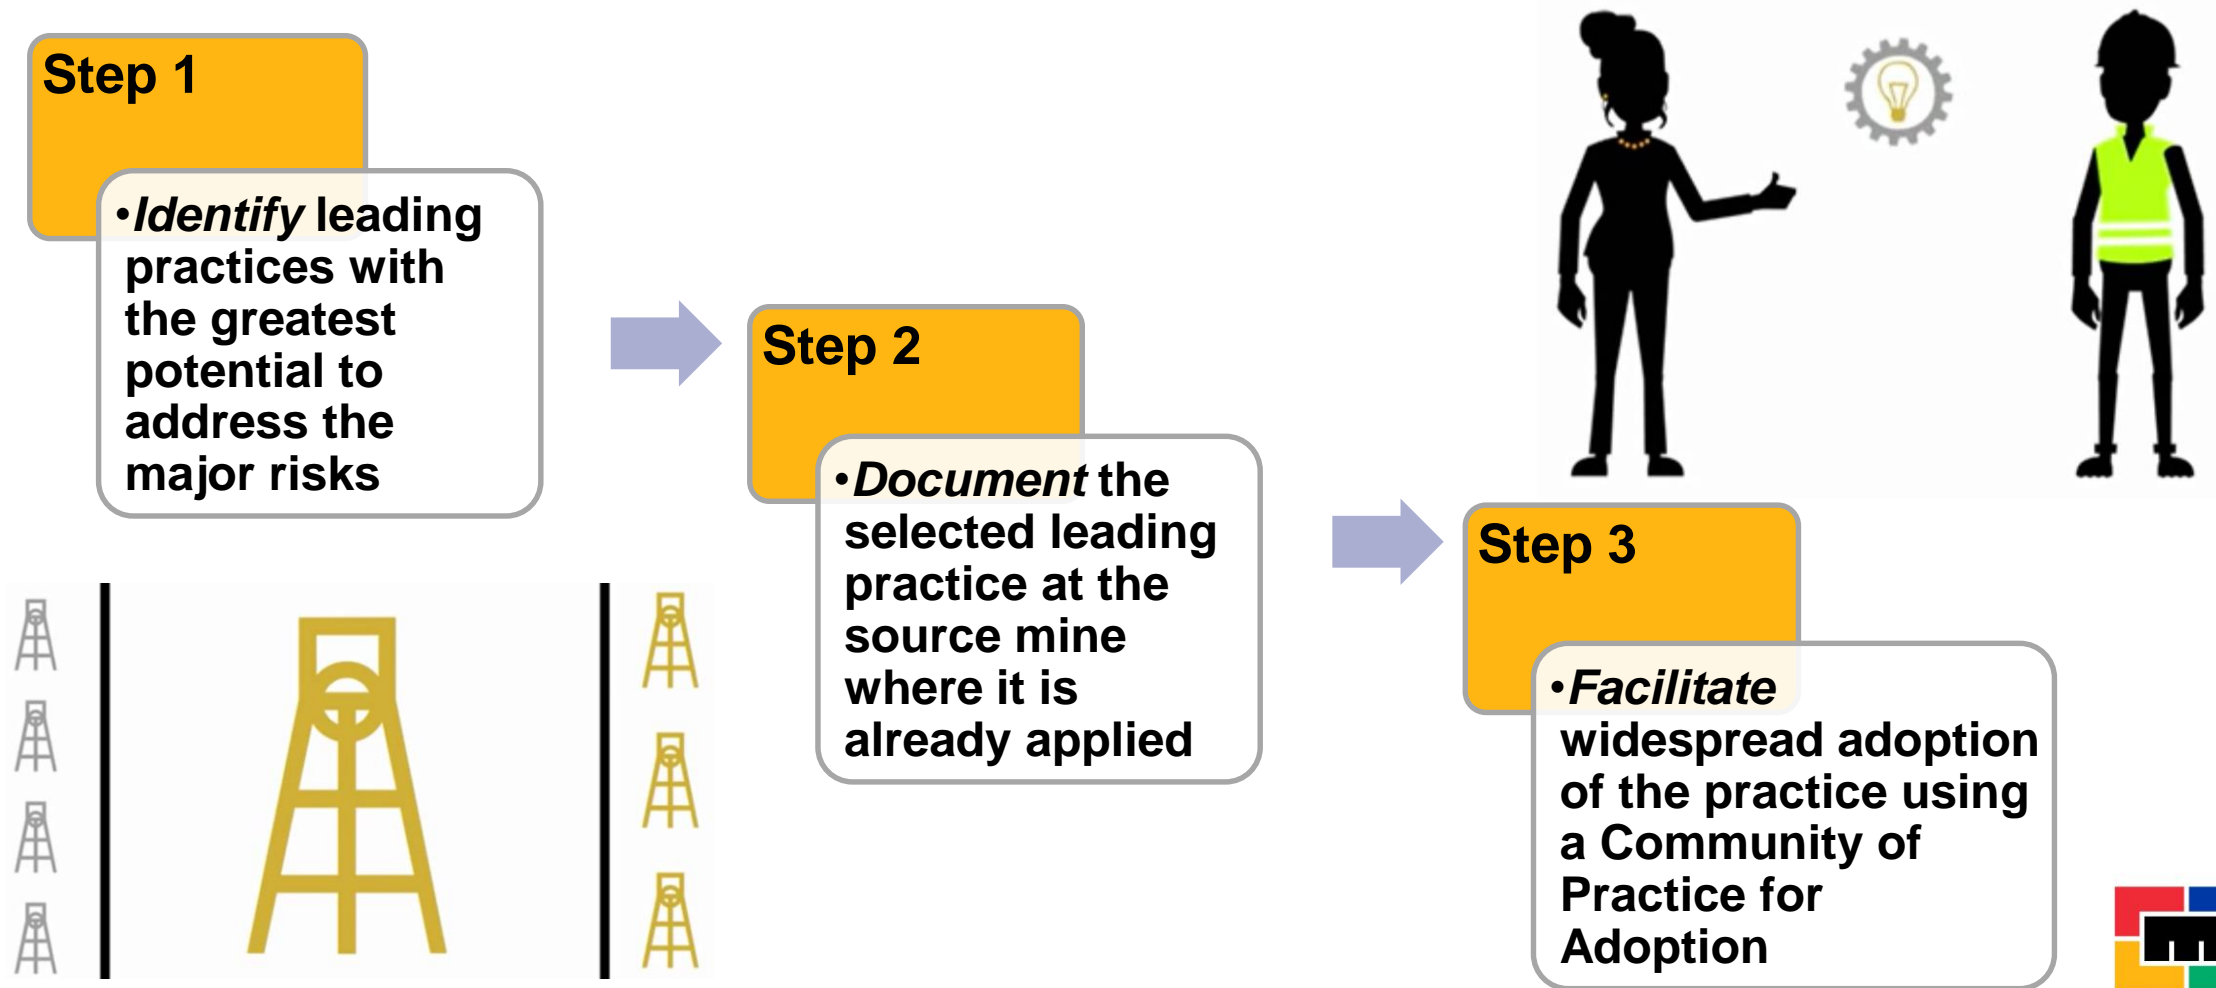 Step 1
•Identify leading
practices with
the greatest
potential to
address the
major risks
Step 2
•Document the
selected leading
practice at the
source mine
where it is
already applied
Step 3
•Facilitate
widespread adoption
of the practice using
a Community of
Practice for
Adoption